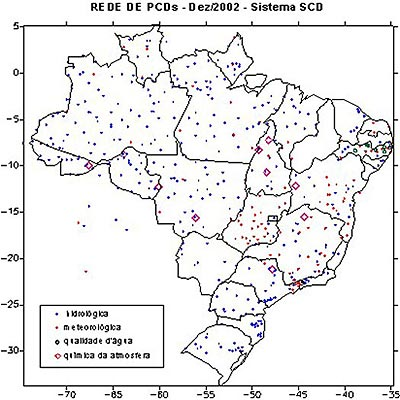 REDE DE PCDs - Dez/2002 - Sistema SCD
5
0
-5
-10
-15
-20
-25
-30
hidrológica
meteorológica
qualidade d'água
química da atmosfera
-70 -65 -60 -55 -50 -45 -40 -35